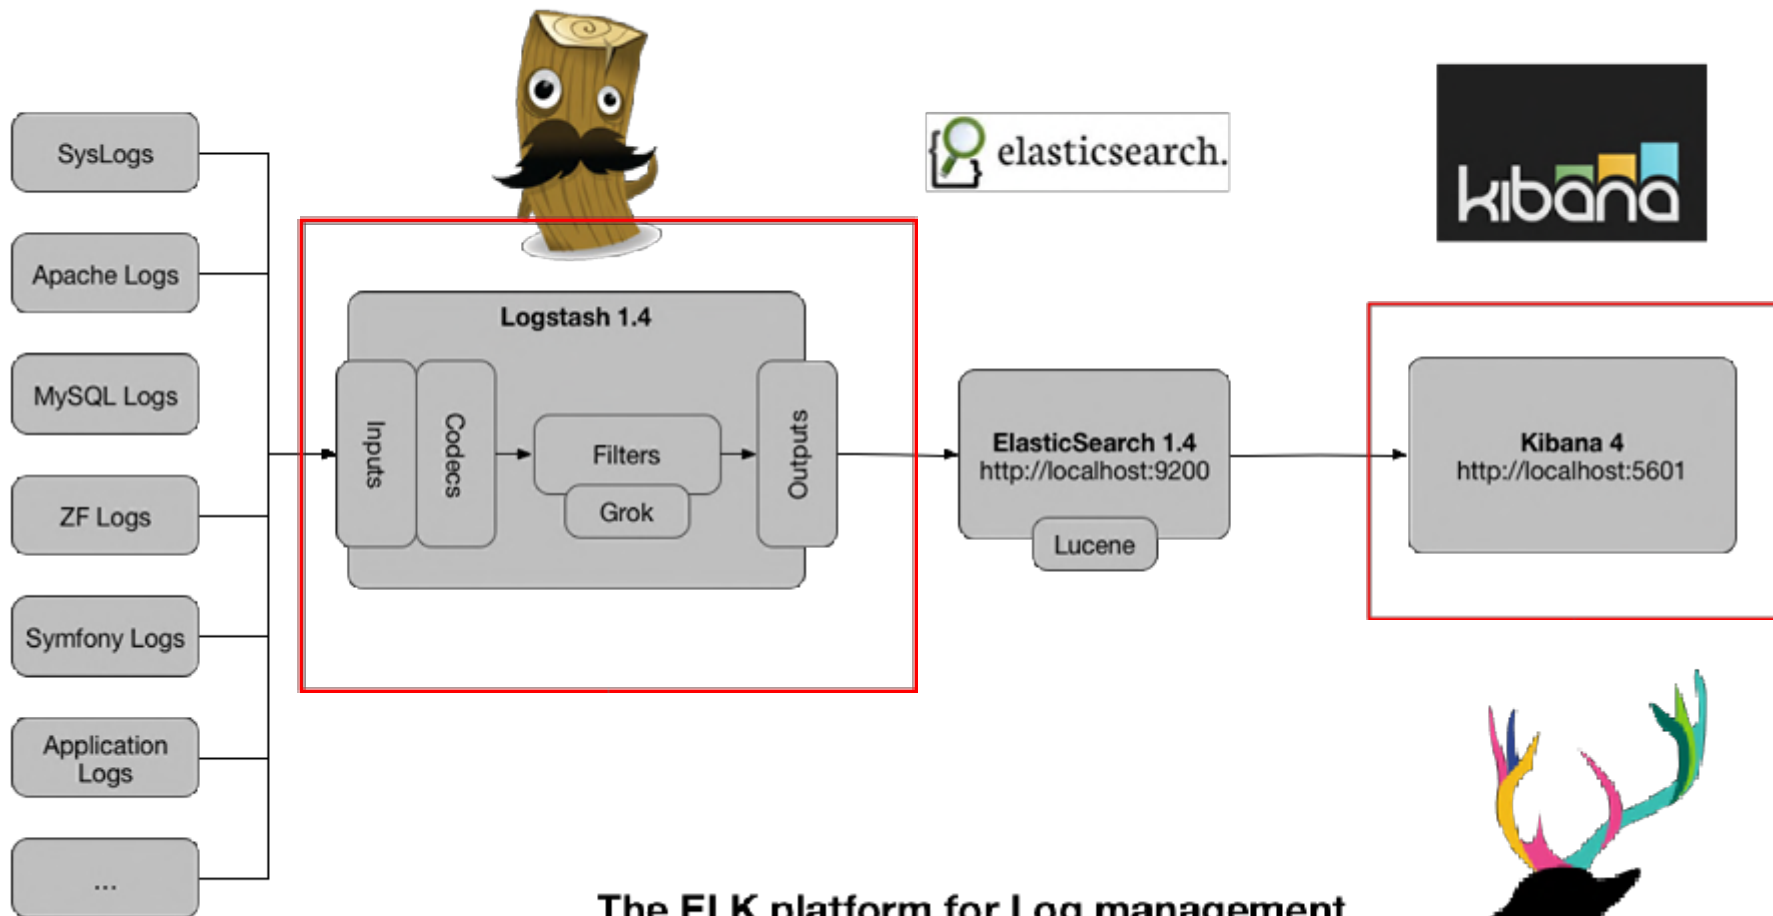 SysLogs
Apache Logs
MySQL Logs
ZF Logs
Symfony Logs
Application
Logs
...
Logstash 1.4
Inputs
Codecs
Filters
Grok
Outputs
elasticsearch.
ElasticSearch 1.4
http://localhost:9200
Lucene
kibana
Kibana 4
http://localhost:5601
The ELK platform for Log management